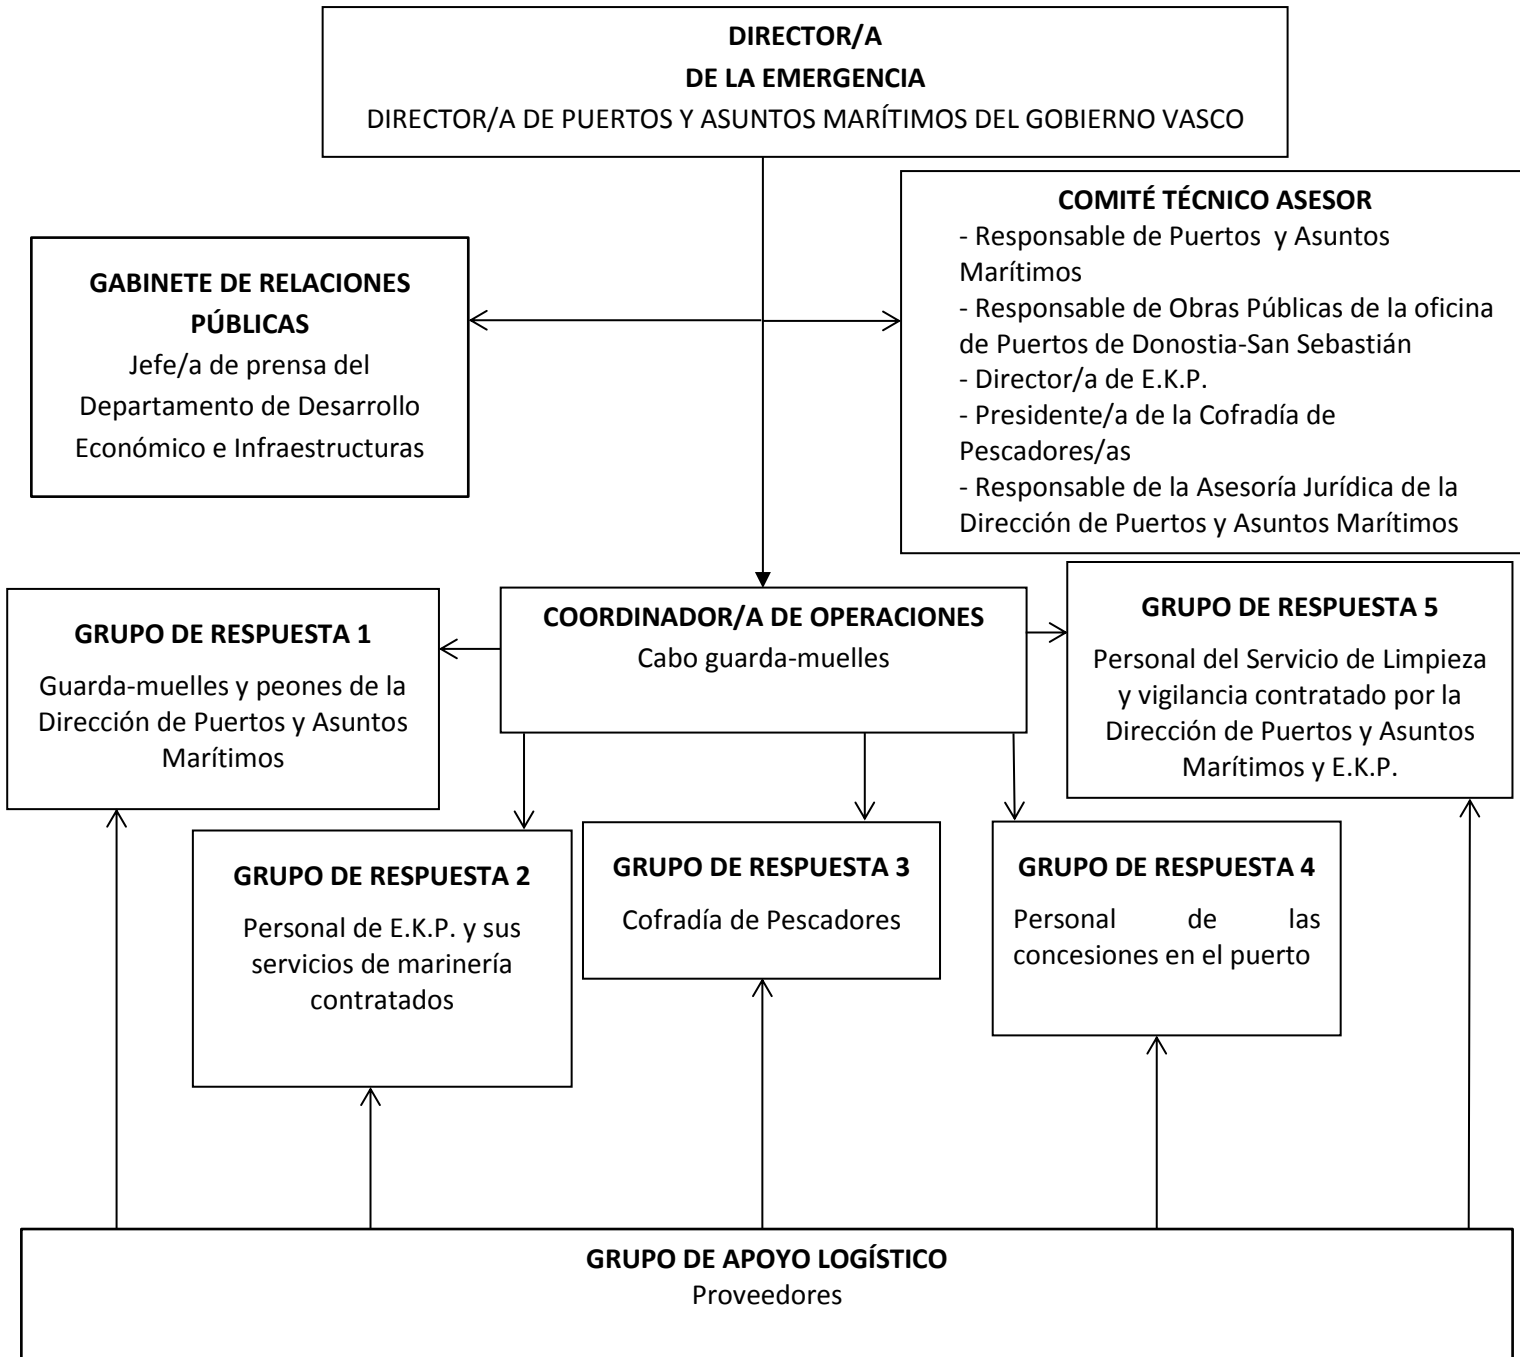 DIRECTOR/A
DE LA EMERGENCIA
DIRECTOR/A DE PUERTOS Y ASUNTOS MARÍTIMOS DEL GOBIERNO VASCO
GABINETE DE RELACIONES
PÚBLICAS
Jefe/a de prensa del
Departamento de Desarrollo
Económico e Infraestructuras
COMITÉ TÉCNICO ASESOR
- Responsable de Puertos y Asuntos
Marítimos
- Responsable de Obras Públicas de la oficina
de Puertos de Donostia-San Sebastián
- Director/a de E.K.P.
- Presidente/a de la Cofradía de
Pescadores/as
- Responsable de la Asesoría Jurídica de la
Dirección de Puertos y Asuntos Marítimos
COORDINADOR/A DE OPERACIONES
Cabo guarda-muelles
GRUPO DE RESPUESTA 1
Guarda-muelles y peones de la
Dirección de Puertos y Asuntos
Marítimos
GRUPO DE RESPUESTA 2
Personal de E.K.P. y sus
servicios de marinería
contratados
GRUPO DE RESPUESTA 3
Cofradía de Pescadores
GRUPO DE RESPUESTA 4
Personal de las
concesiones en el puerto
GRUPO DE RESPUESTA 5
Personal del Servicio de Limpieza
y vigilancia contratado por la
Dirección de Puertos y Asuntos
Marítimos y E.K.P.
GRUPO DE APOYO LOGÍSTICO
Proveedores